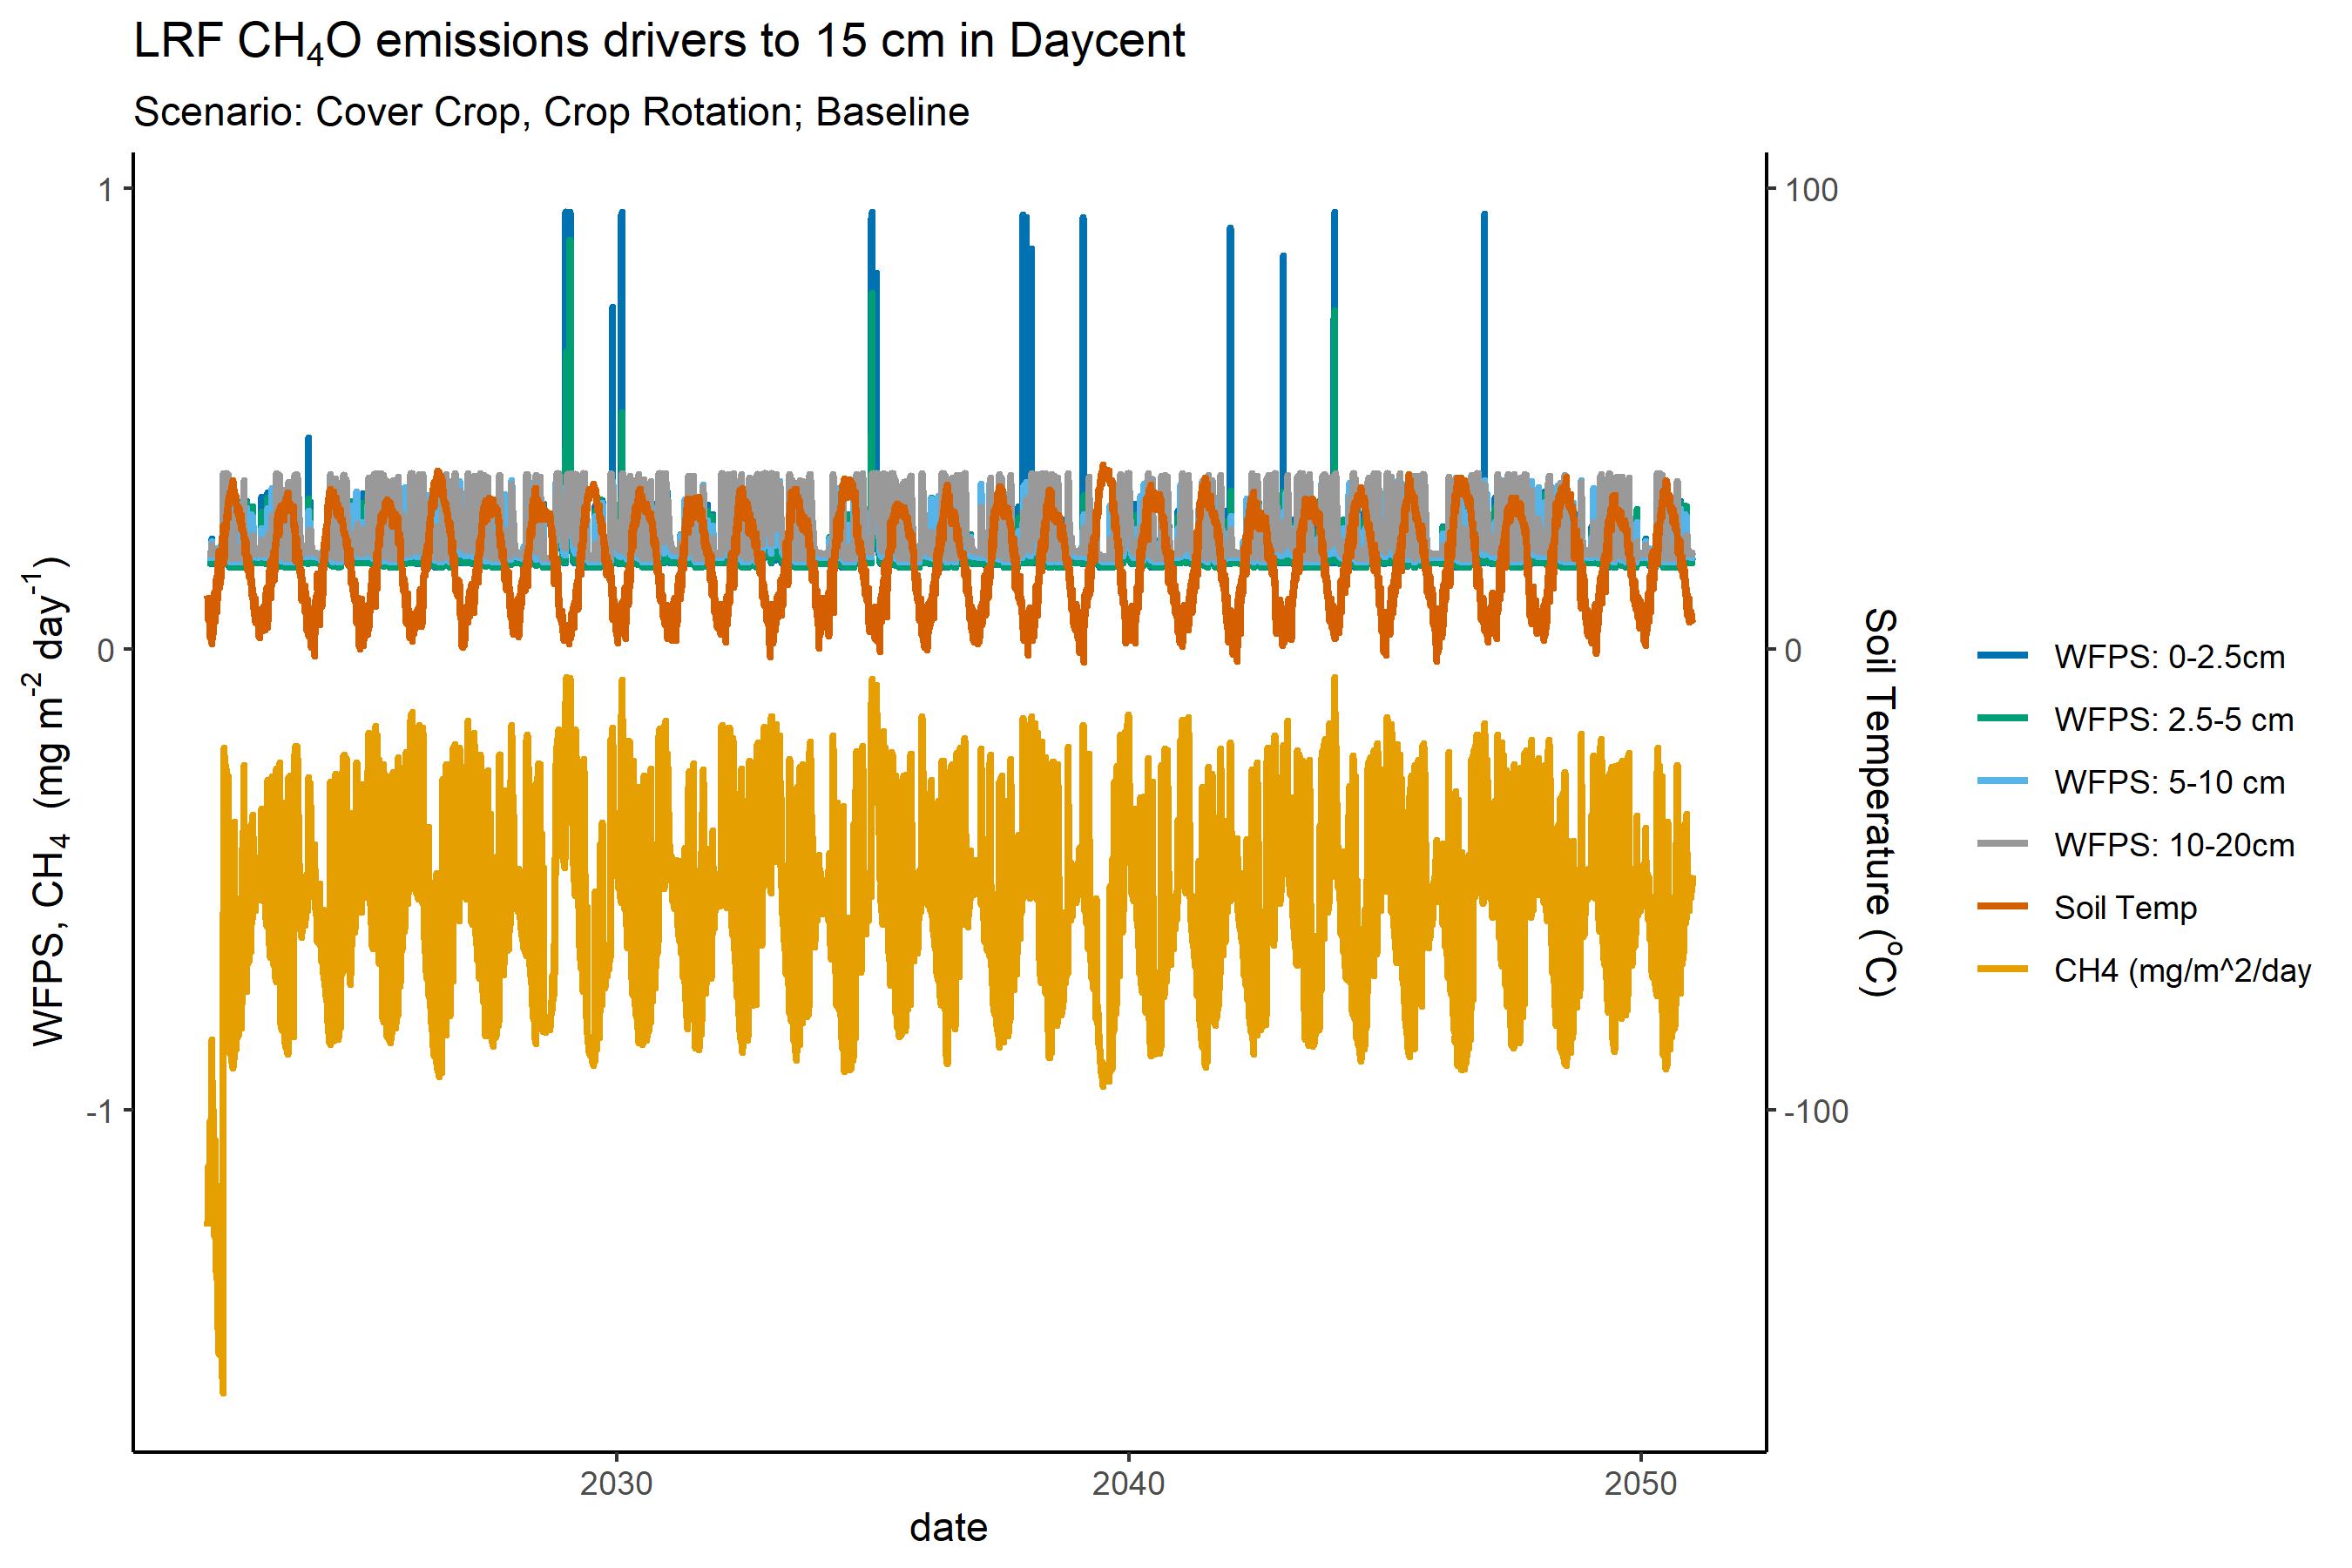 LRF CH₄O emissions drivers to 15 cm in Daycent
Scenario: Cover Crop, Crop Rotation; Baseline
WFPS, CH₄ (mg m⁻² day⁻¹)
1
0
-1
100
0
-100
Soil Temperature (°C)
2030
2040
2050
date
WFPS: 0-2.5cm
WFPS: 2.5-5 cm
WFPS: 5-10 cm
WFPS: 10-20cm
Soil Temp
CH4 (mg/m^2/day